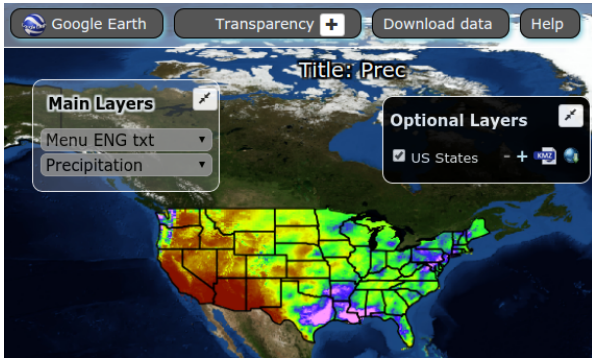 Google Earth
Transparency +
Download data
Help
Title: Prec
Main Layers
Menu ENG txt
Precipitation
Optional Layers
US States - + KMZ